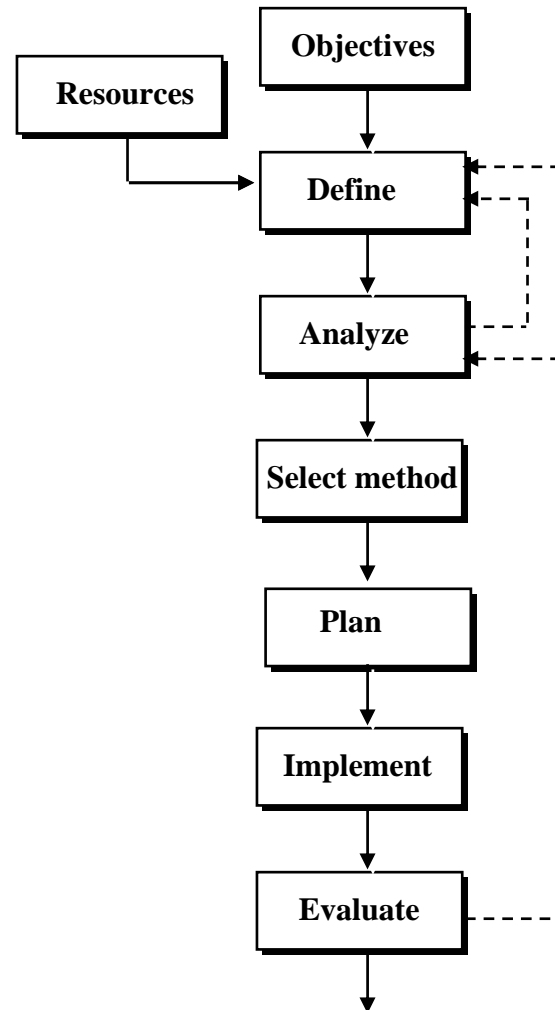 Objectives
Resources
Define
Analyze
Select method
Plan
Implement
Evaluate